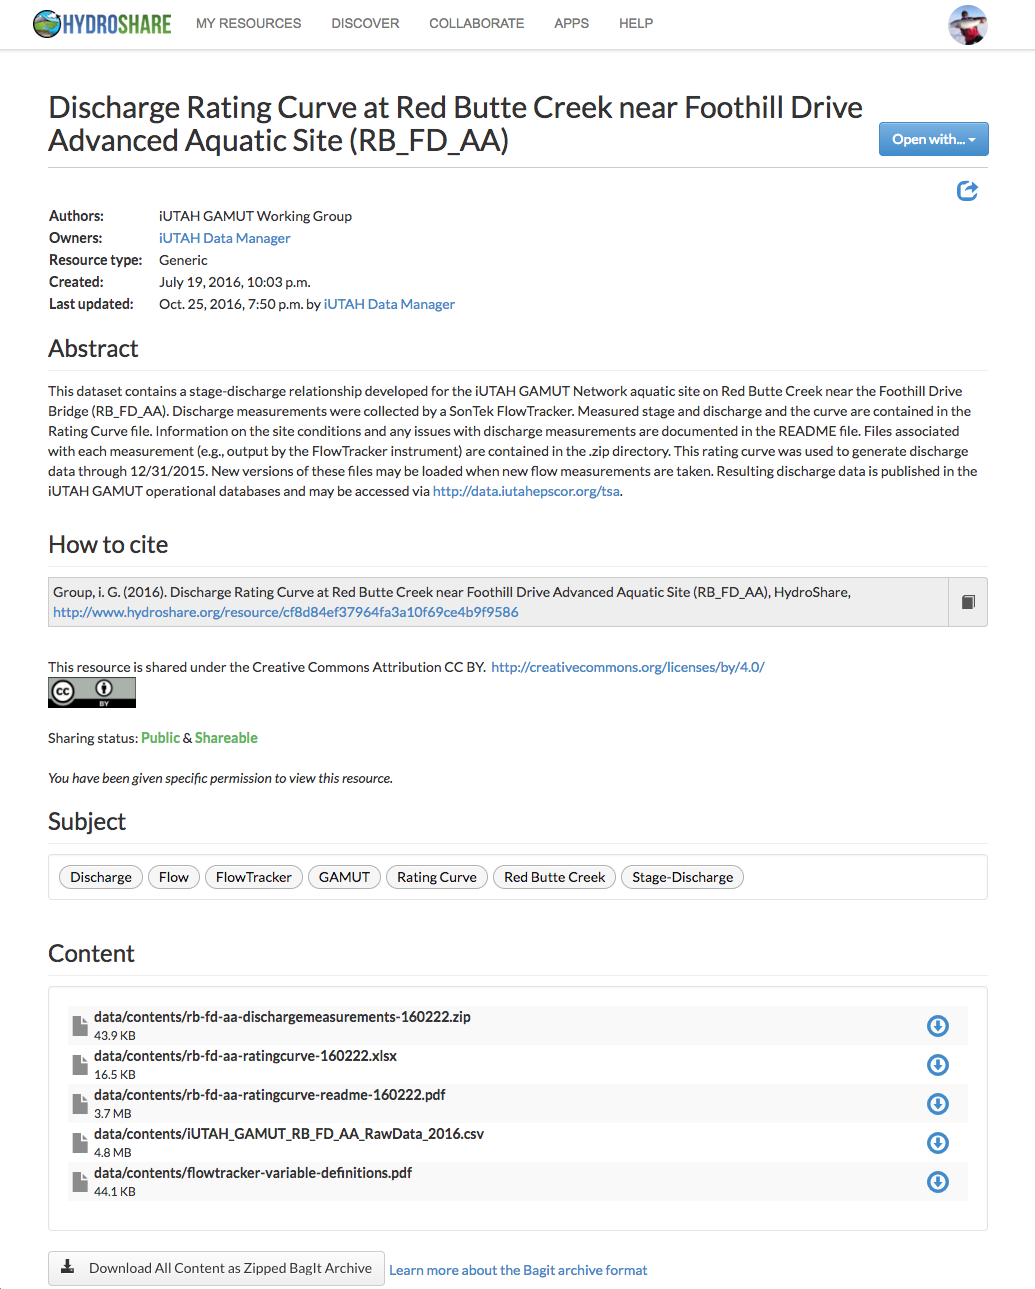 HYDROSHARE MY RESOURCES DISCOVER COLLABORATE APPS HELP
Discharge Rating Curve at Red Butte Creek near Foothill Drive
Advanced Aquatic Site (RB_FD_AA)
Open with...
Authors: iUTAH GAMUT Working Group
Owners: iUTAH Data Manager
Resource type: Generic
Created: July 19, 2016, 10:03 p.m.
Last updated: Oct. 25, 2016, 7:50 p.m. by iUTAH Data Manager
Abstract
This dataset contains a stage-discharge relationship developed for the iUTAH GAMUT Network aquatic site on Red Butte Creek near the Foothill Drive
Bridge (RB_FD_AA). Discharge measurements were collected by a SonTek FlowTracker. Measured stage and discharge and the curve are contained in the
Rating Curve file. Information on the site conditions and any issues with discharge measurements are documented in the README file. Files associated
with each measurement (e.g., output by the FlowTracker instrument) are contained in the .zip directory. This rating curve was used to generate discharge
data through 12/31/2015. New versions of these files may be loaded when new flow measurements are taken. Resulting discharge data is published in the
iUTAH GAMUT operational databases and may be accessed via http://data.iutahepscor.org/tsa.
How to cite
Group, i. G. (2016). Discharge Rating Curve at Red Butte Creek near Foothill Drive Advanced Aquatic Site (RB_FD_AA), HydroShare,
http://www.hydroshare.org/resource/cf8d84ef37964fa3a10f69ce4b9f9586
This resource is shared under the Creative Commons Attribution CC BY. http://creativecommons.org/licenses/by/4.0/
cc BY
Sharing status: Public & Shareable
You have been given specific permission to view this resource.
Subject
Discharge Flow FlowTracker GAMUT Rating Curve Red Butte Creek Stage-Discharge
Content
data/contents/rb-fd-aa-dischargemeasurements-160222.zip
43.9 KB
data/contents/rb-fd-aa-ratingcurve-160222.xlsx
16.5 KB
data/contents/rb-fd-aa-ratingcurve-readme-160222.pdf
3.7 MB
data/contents/iUTAH_GAMUT_RB_FD_AA_RawData_2016.csv
4.8 MB
data/contents/flowtracker-variable-definitions.pdf
44.1 KB
Download All Content as Zipped BagIt Archive Learn more about the Bagit archive format